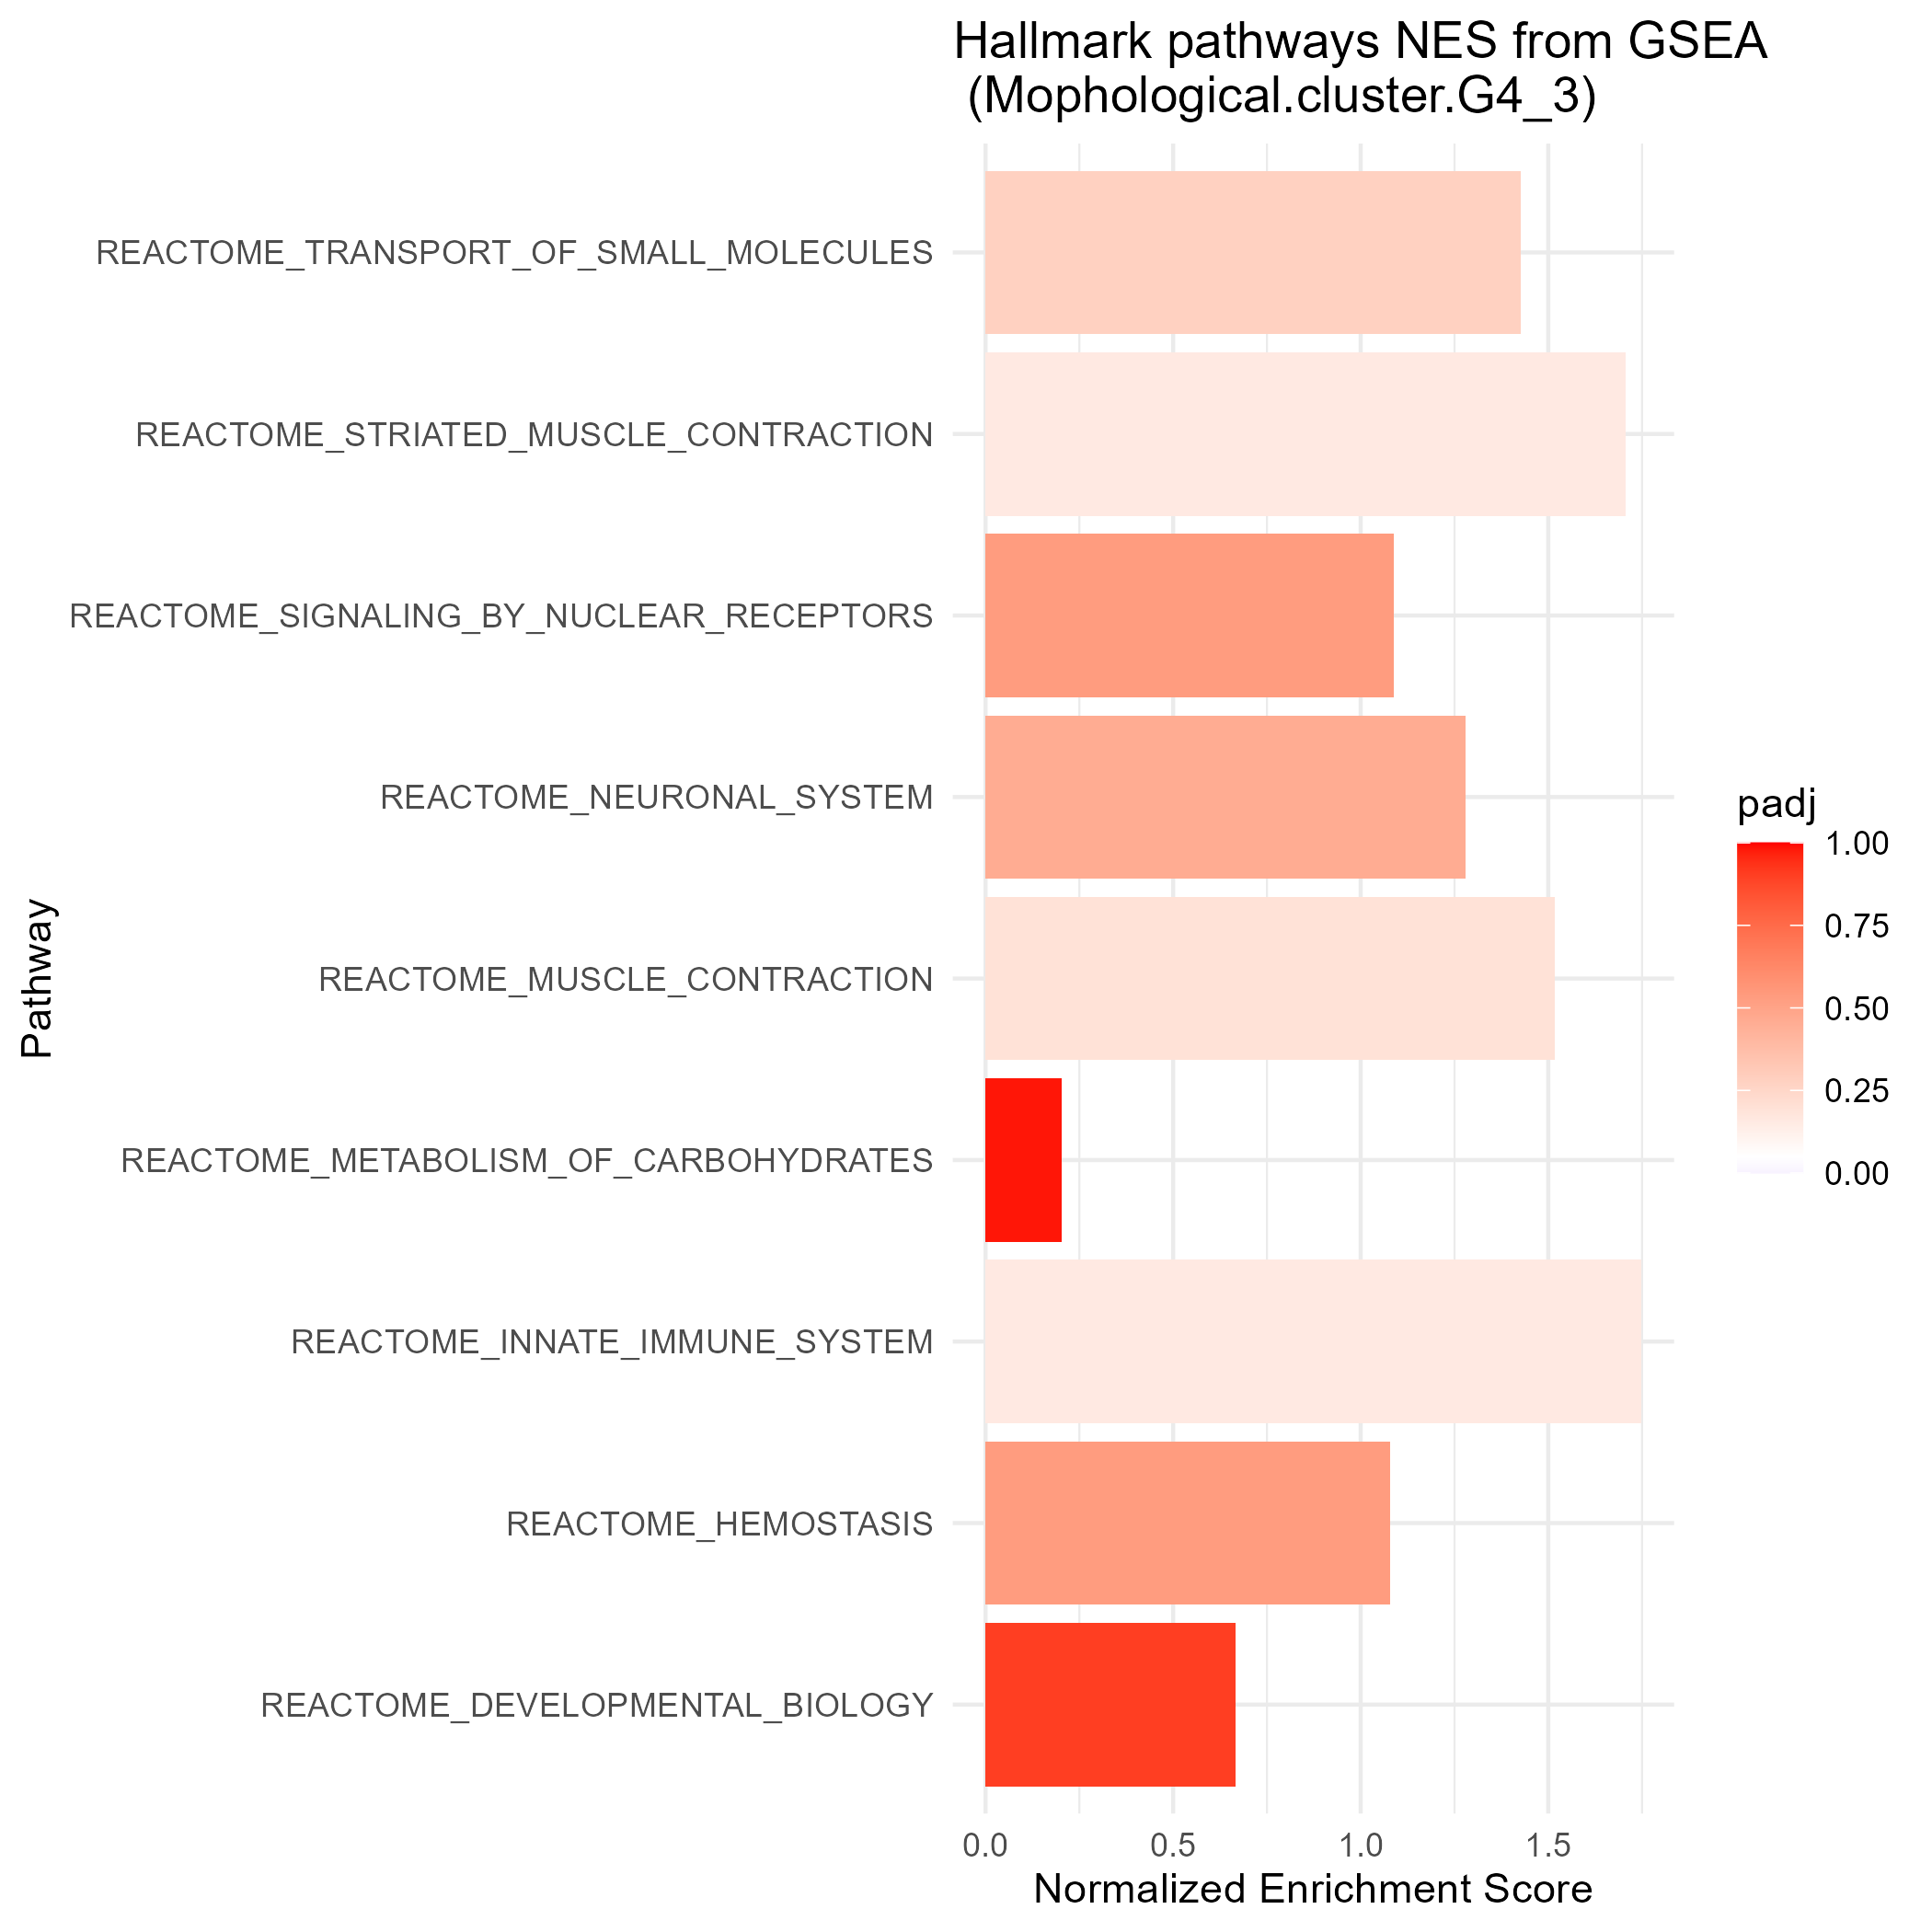 Hallmark pathways NES from GSEA
(Mophological.cluster.G4_3)
REACTOME_TRANSPORT_OF_SMALL_MOLECULES
REACTOME_STRIATED_MUSCLE_CONTRACTION
REACTOME_SIGNALING_BY_NUCLEAR_RECEPTORS
REACTOME_NEURONAL_SYSTEM
REACTOME_MUSCLE_CONTRACTION
REACTOME_METABOLISM_OF_CARBOHYDRATES
REACTOME_INNATE_IMMUNE_SYSTEM
REACTOME_HEMOSTASIS
REACTOME_DEVELOPMENTAL_BIOLOGY
Pathway
0.0 0.5 1.0 1.5
Normalized Enrichment Score
padj
1.00
0.75
0.50
0.25
0.00